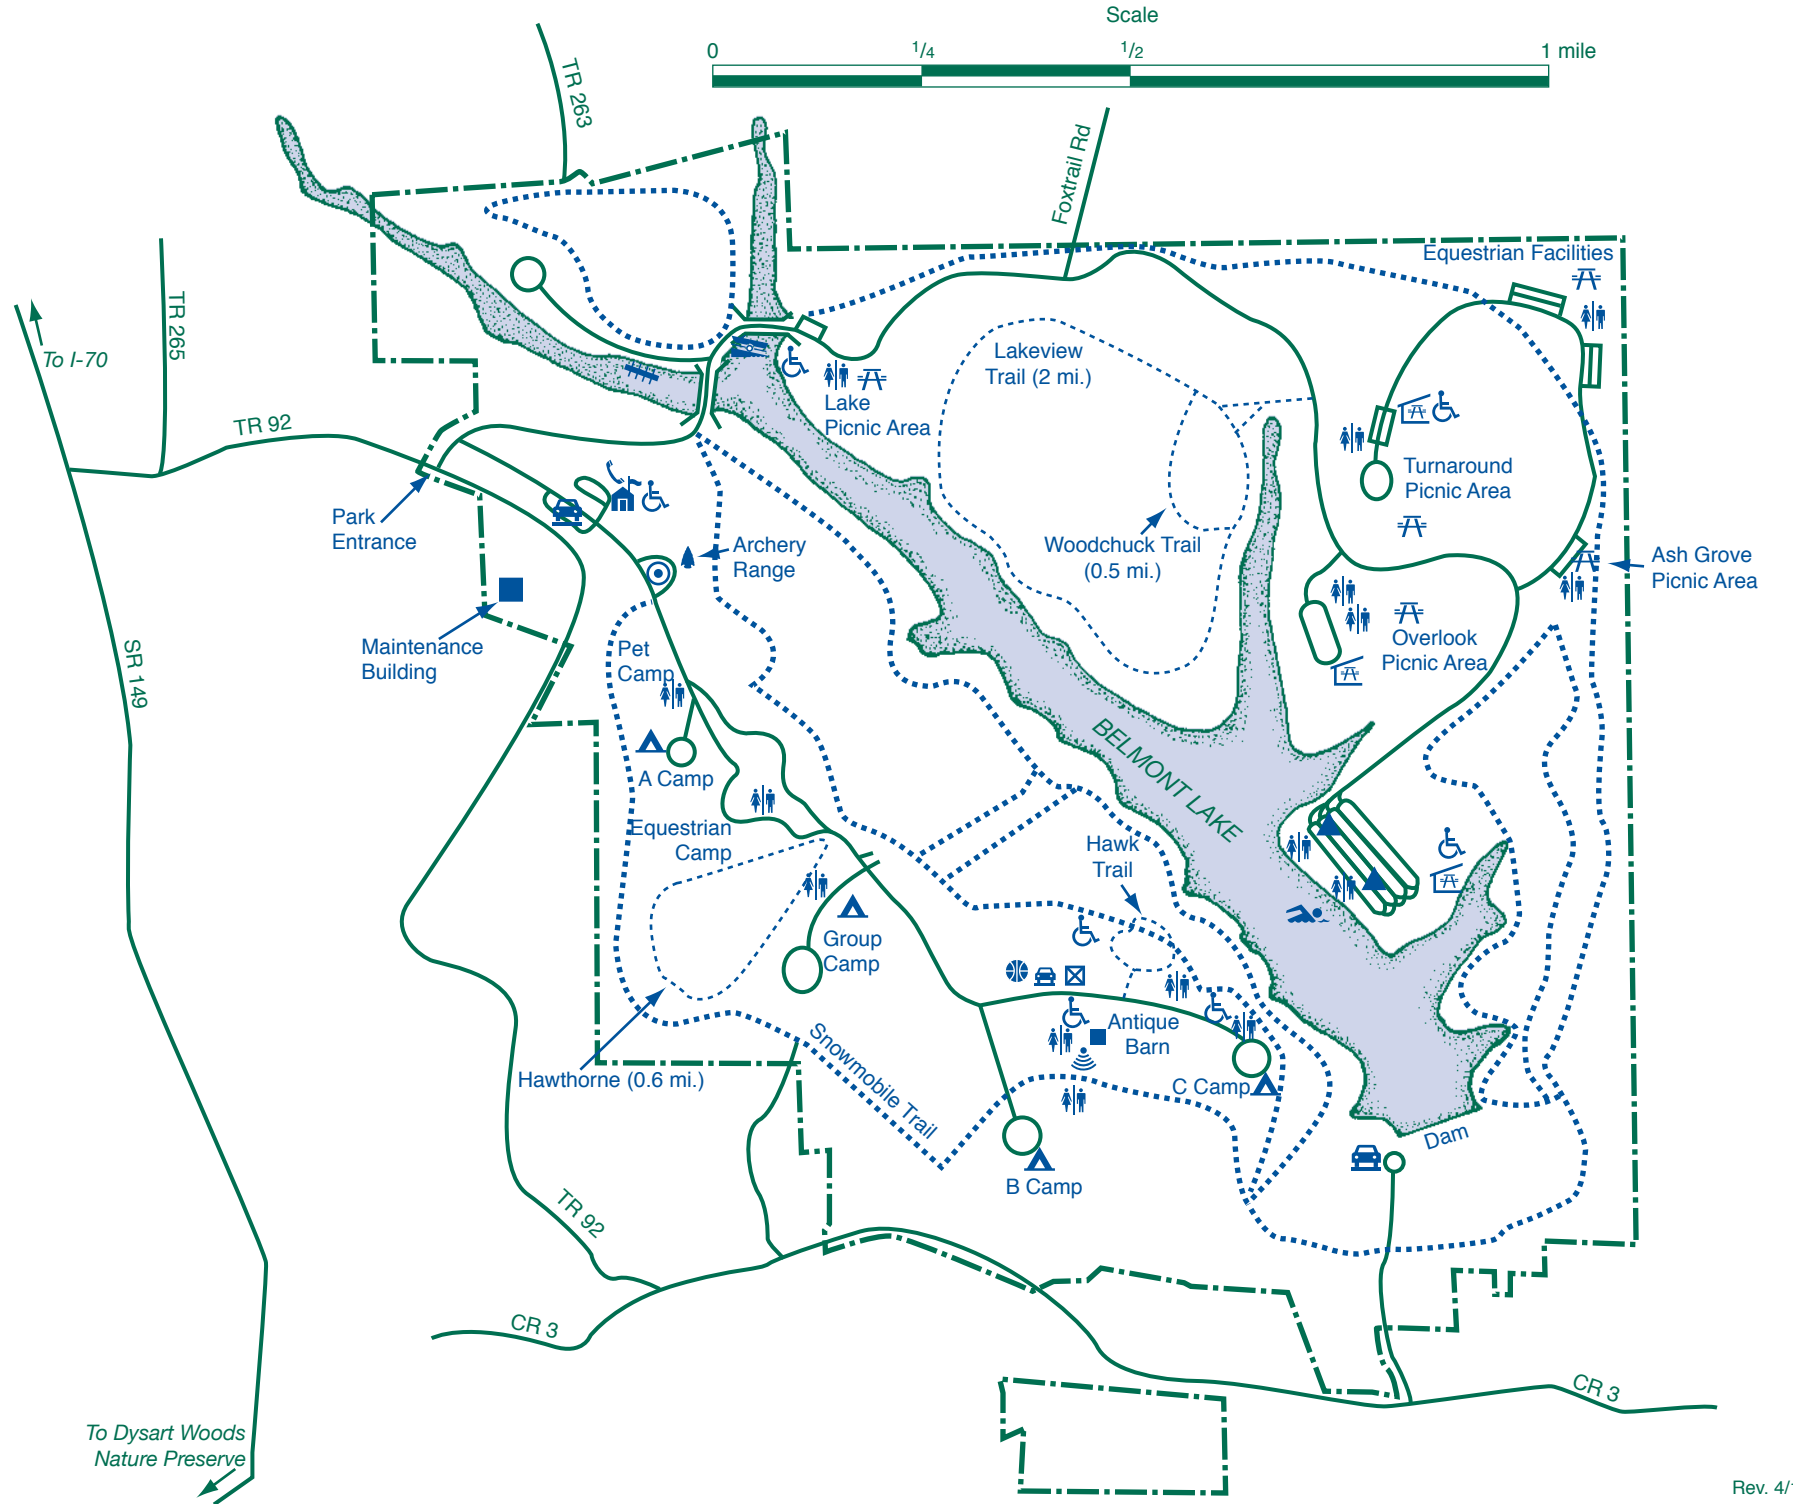 Scale
0 1/4 1/2 1 mile
TR 263
Foxtrail Rd
Equestrian Facilities
TR 265
To I-70
Lakeview
Trail (2 mi.)
Lake
Picnic Area
TR 92
Turnaround
Picnic Area
Park
Entrance
Archery
Range
Woodchuck Trail
(0.5 mi.)
Ash Grove
Picnic Area
Maintenance
Building
Pet
Camp
Overlook
Picnic Area
SR 149
A Camp
BELMONT LAKE
Equestrian
Camp
Hawk
Trail
Group
Camp
Antique
Barn
Snowmobile Trail
Hawthorne (0.6 mi.)
C Camp
Dam
B Camp
TR 92
CR 3
CR 3
To Dysart Woods
Nature Preserve
Rev. 4/